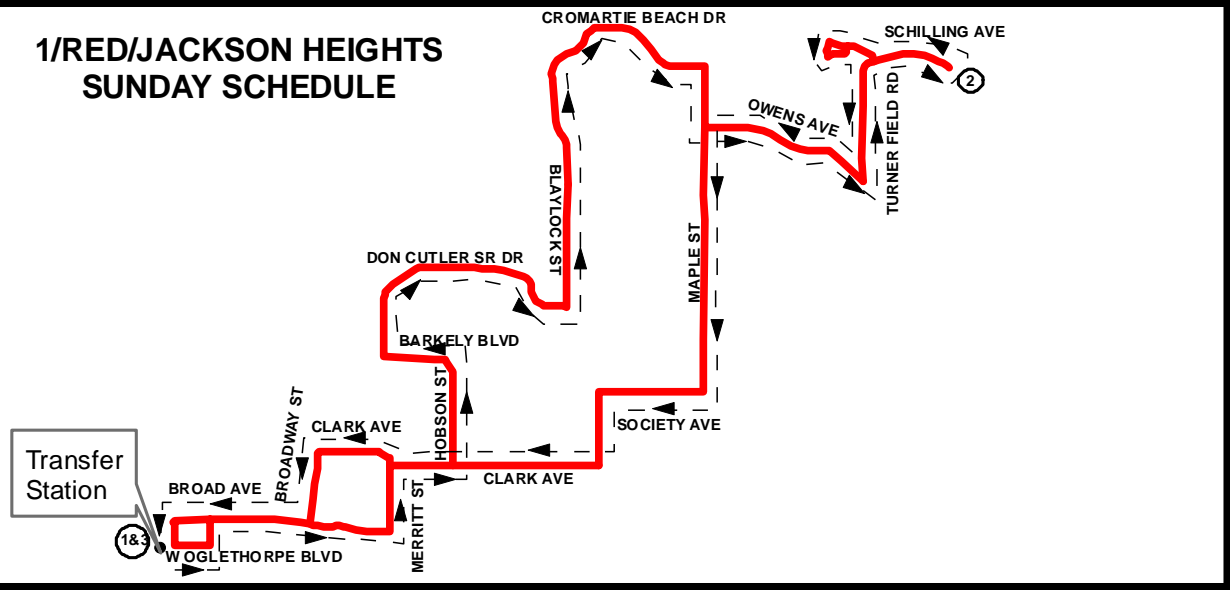 1/RED/JACKSON HEIGHTS
SUNDAY SCHEDULE
CROMARTIE BEACH DR
SCHILLING AVE
2
OWENS AVE
TURNER FIELD RD
BLAYLOCK ST
MAPLE ST
DON CUTLER SR DR
BARKELY BLVD
HOBSON ST
BROADWAY ST
CLARK AVE
SOCIETY AVE
Transfer
Station
BROAD AVE
CLARK AVE
MERRITT ST
1&3
W OGLETHORPE BLVD